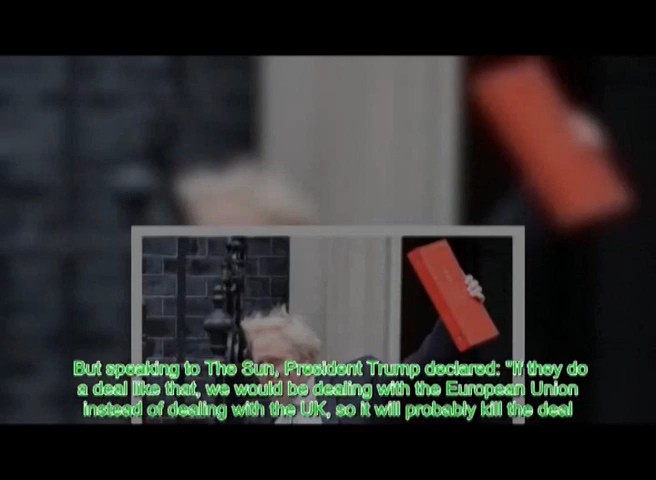 But speaking to The Sun, President Trump declared: "If they do
a deal like that, we would be dealing with the European Union
instead of dealing with the UK, so it will probably kill the deal